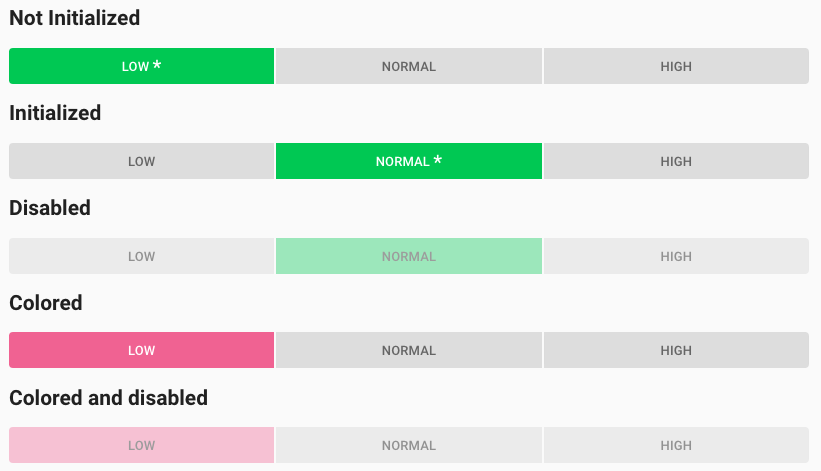 Not Initialized
LOW * NORMAL HIGH
Initialized
LOW NORMAL * HIGH
Disabled
LOW NORMAL HIGH
Colored
LOW NORMAL HIGH
Colored and disabled
LOW NORMAL HIGH